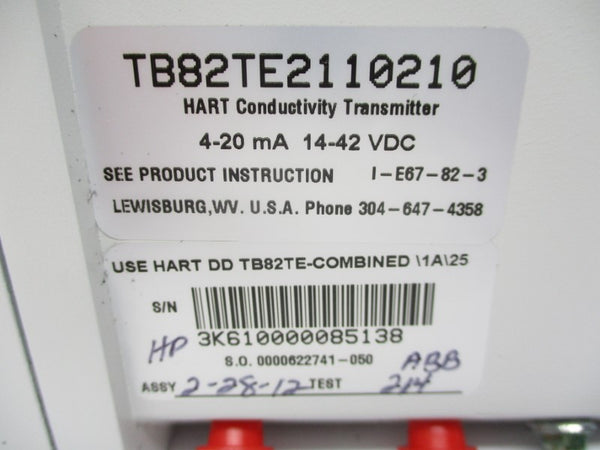 TB82TE2110210
HART Conductivity Transmitter
4-20 mA 14-42 VDC
SEE PRODUCT INSTRUCTION I-E67-82-3
LEWISBURG,WV. U.S.A. Phone 304-647-4358
USE HART DD TB82TE-COMBINED \1A\25
S/N
HP 3K610000085138
S.O. 0000622741-050 ABB
ASSY 2-28-12 TEST 214